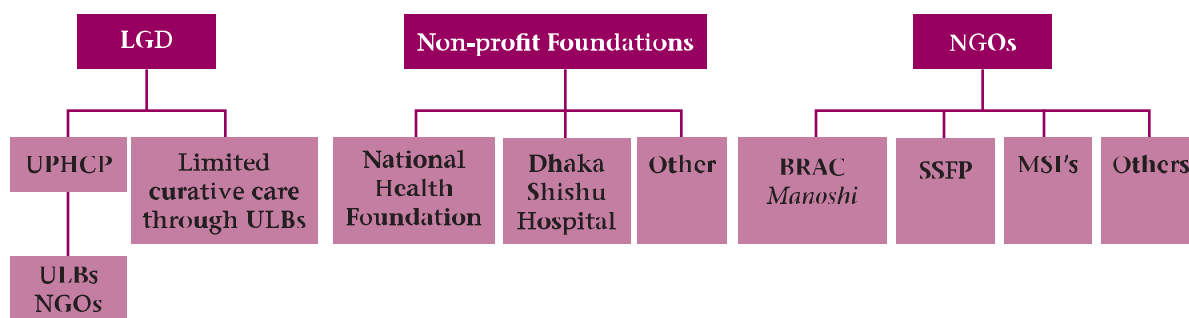 LGD
Non-profit Foundations
NGOs
UPHCP
Limited
curative care
through ULBs
National
Health
Foundation
Dhaka
Shishu
Hospital
Other
BRAC
Manoshi
SSFP
MSI's
Others
ULBs
NGOs